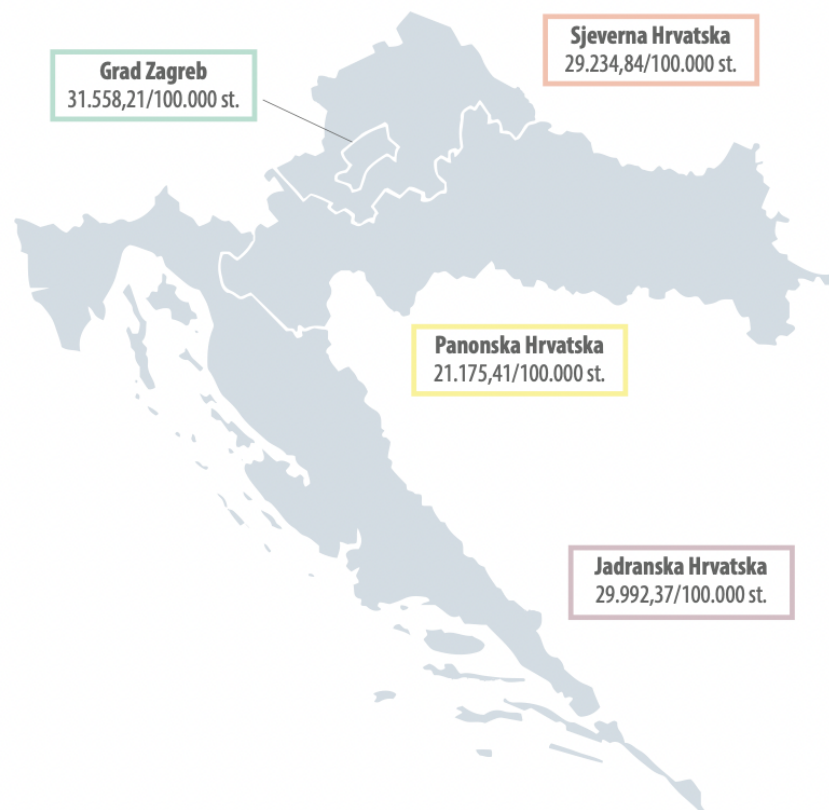 Sjeverna Hrvatska
29.234,84/100.000 st.
Grad Zagreb
31.558,21/100.000 st.
Panonska Hrvatska
21.175,41/100.000 st.
Jadranska Hrvatska
29.992,37/100.000 st.